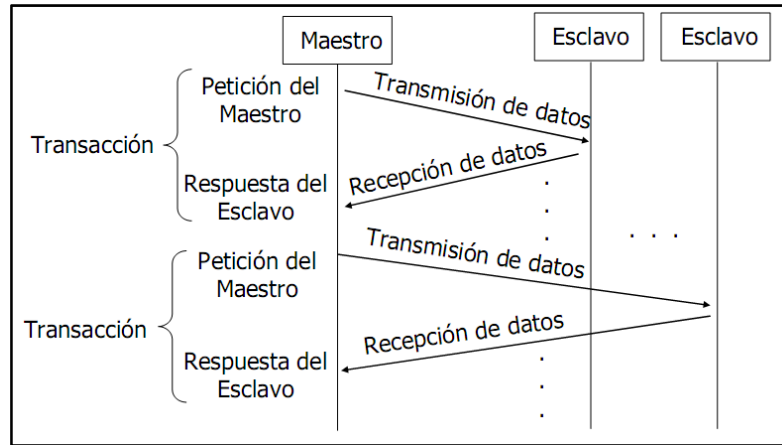 Maestro
Esclavo
Esclavo
Petición del
Maestro
Transmisión de datos
Transacción
Recepción de datos
Respuesta del
Esclavo
. . .
Petición del
Maestro
Transmisión de datos
Transacción
Recepción de datos
Respuesta del
Esclavo